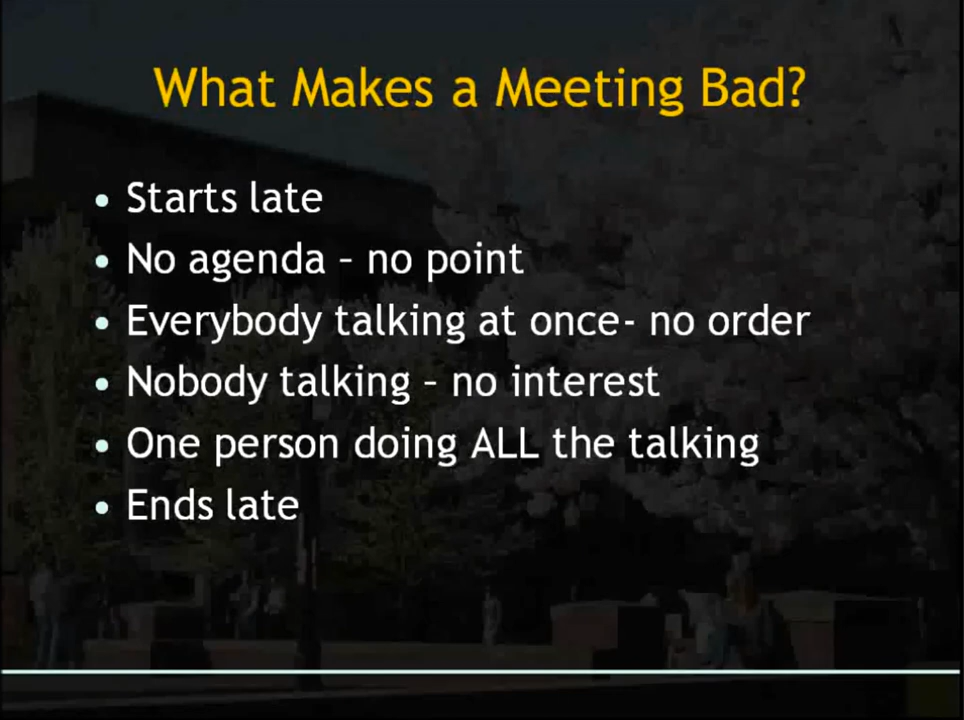 What Makes a Meeting Bad?
• Starts late
• No agenda – no point
• Everybody talking at once- no order
• Nobody talking – no interest
• One person doing ALL the talking
• Ends late